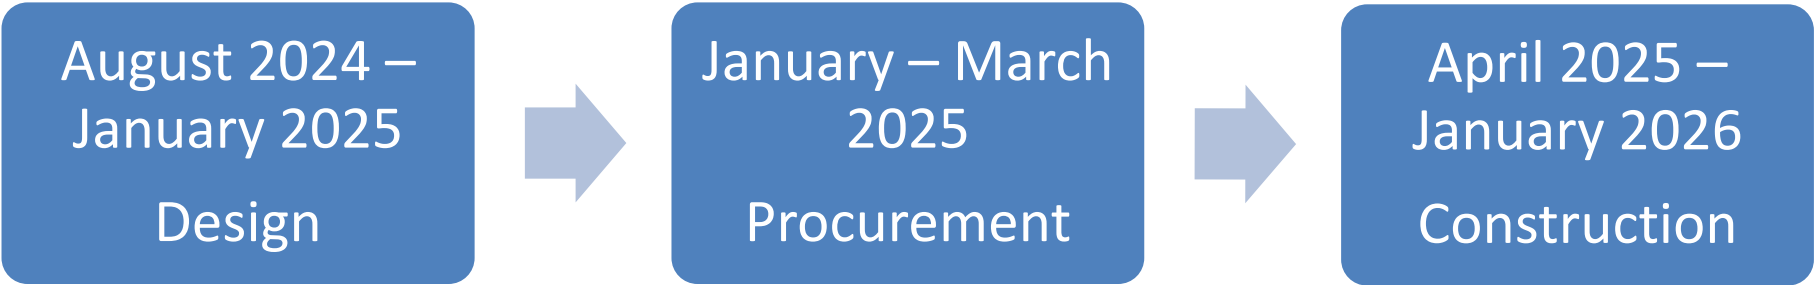 August 2024 –
January 2025
Design
January – March
2025
Procurement
April 2025 –
January 2026
Construction